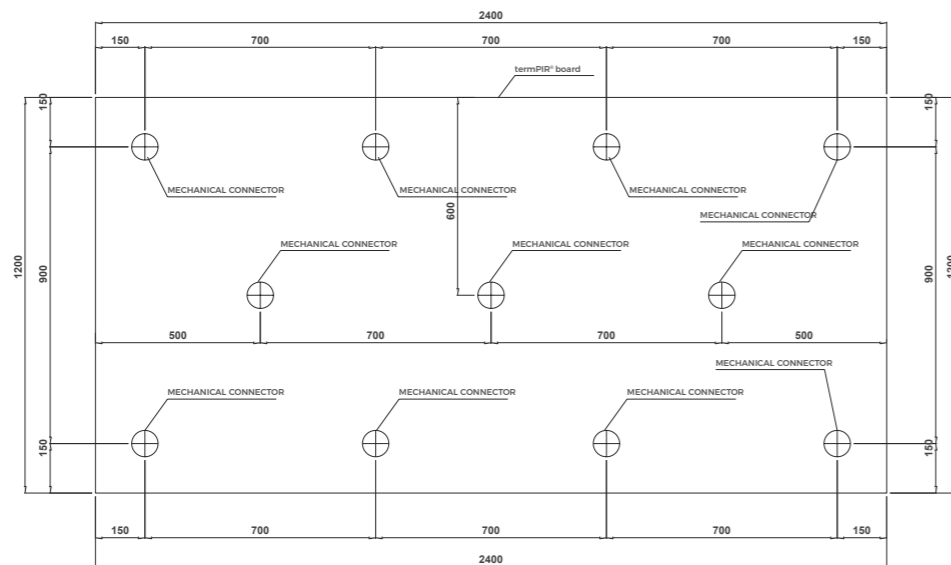 2400
150 700 700 700 150
termPIR® board
150 150
MECHANICAL CONNECTOR MECHANICAL CONNECTOR MECHANICAL CONNECTOR
MECHANICAL CONNECTOR
600
MECHANICAL CONNECTOR MECHANICAL CONNECTOR MECHANICAL CONNECTOR
1200 900 900 1200
500 700 700 500
MECHANICAL CONNECTOR
MECHANICAL CONNECTOR MECHANICAL CONNECTOR MECHANICAL CONNECTOR
150 150
150 700 700 700 150
2400